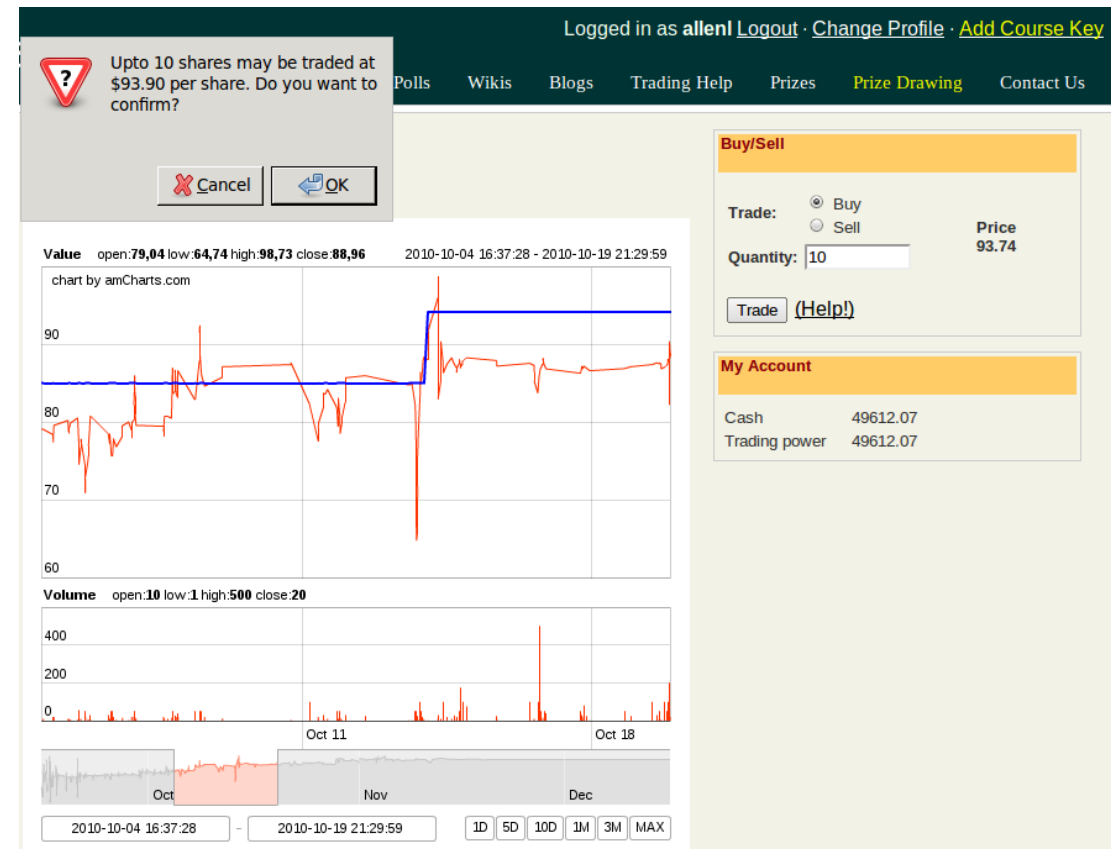 Logged in as allenl Logout · Change Profile · Add Course Key
Upto 10 shares may be traded at
$93.90 per share. Do you want to
confirm?
Cancel OK
Polls Wikis Blogs Trading Help Prizes Prize Drawing Contact Us
Buy/Sell
Trade: Buy
Sell
Price
93.74
Quantity: 10
Trade (Help!)
My Account
Cash 49612.07
Trading power 49612.07
Value open:79,04 low:64,74 high:98,73 close:88,96 2010-10-04 16:37:28 - 2010-10-19 21:29:59
chart by amCharts.com
90
80
70
60
Volume open:10 low:1 high:500 close:20
400
200
0
Oct 11 Oct 18
Oct Nov Dec
2010-10-04 16:37:28 - 2010-10-19 21:29:59 1D 5D 10D 1M 3M MAX